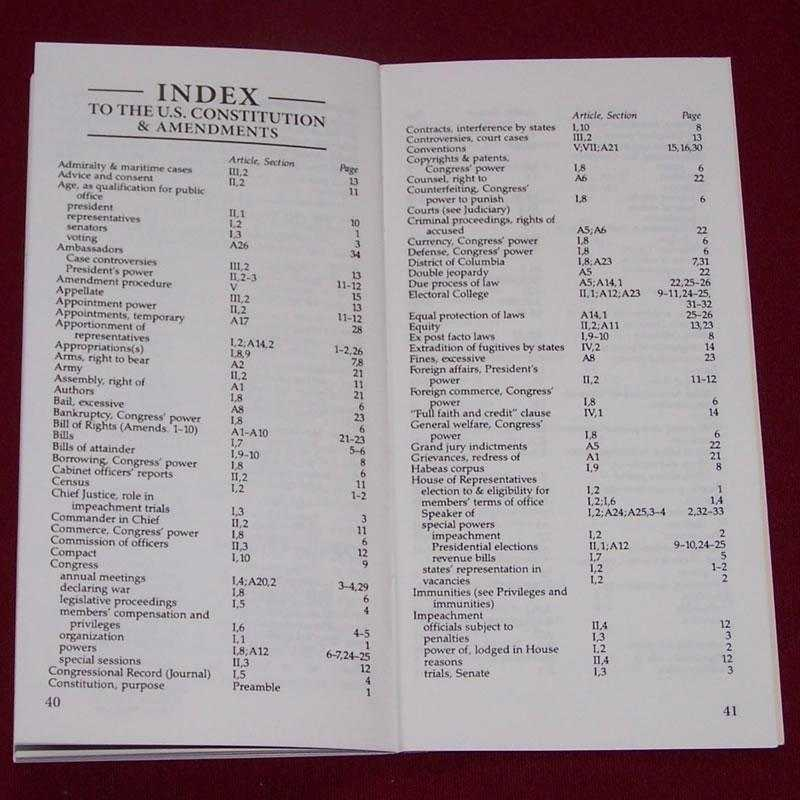 INDEX
TO THE U.S. CONSTITUTION
& AMENDMENTS
Article, Section Page
Admiralty & maritime cases III,2 13
Advice and consent II,2 11
Age, as qualification for public
office
president II,1 10
representatives I,2 1
senators I,3 3
voting A26 34
Ambassadors
Case controversies III,2 13
President's power II,2–3 11–12
Amendment procedure V 15
Appellate III,2 13
Appointment power II,2 11–12
Appointments, temporary A17 28
Apportionment of
representatives I,2;A14,2 1–2,26
Appropriations(s) I,8,9 7,8
Arms, right to bear A2 21
Army II,2 11
Assembly, right of A1 21
Authors I,8 6
Bail, excessive A8 23
Bankruptcy, Congress' power I,8 6
Bill of Rights (Amends. 1–10) A1–A10 21–23
Bills I,7 5–6
Bills of attainder I,9–10 8
Borrowing, Congress' power I,8 6
Cabinet officers' reports II,2 11
Census I,2 1–2
Chief Justice, role in
impeachment trials I,3 3
Commander in Chief II,2 11
Commerce, Congress' power I,8 6
Commission of officers II,3 12
Compact I,10 9
Congress
annual meetings I,4;A20,2 3–4,29
declaring war I,8 6
legislative proceedings I,5 4
members' compensation and
privileges I,6 4–5
organization I,1 1
powers I,8;A12 6–7,24–25
special sessions II,3 12
Congressional Record (Journal) I,5 4
Constitution, purpose Preamble 1
40
Article, Section Page
Contracts, interference by states I,10 8
Controversies, court cases III,2 13
Conventions V;VII;A21 15,16,30
Copyrights & patents,
Congress' power I,8 6
Counsel, right to A6 22
Counterfeiting, Congress'
power to punish I,8 6
Courts (see Judiciary)
Criminal proceedings, rights of
accused A5;A6 22
Currency, Congress' power I,8 6
Defense, Congress' power I,8 6
District of Columbia I,8;A23 7,31
Double jeopardy A5 22
Due process of law A5;A14,1 22,25–26
Electoral College II,1;A12;A23 9–11,24–25,
31–32
Equal protection of laws A14,1 25–26
Equity II,2;A11 13,23
Ex post facto laws I,9–10 8
Extradition of fugitives by states IV,2 14
Fines, excessive A8 23
Foreign affairs, President's
power II,2 11–12
Foreign commerce, Congress'
power I,8 6
"Full faith and credit" clause IV,1 14
General welfare, Congress'
power I,8 6
Grand jury indictments A5 22
Grievances, redress of A1 21
Habeas corpus I,9 8
House of Representatives
election to & eligibility for I,2 1
members' terms of office I,2;I,6 1,4
Speaker of I,2;A24;A25,3–4 2,32–33
special powers
impeachment I,2 2
Presidential elections II,1;A12 9–10,24–25
revenue bills I,7 5
states' representation in I,2 1–2
vacancies I,2 2
Immunities (see Privileges and
immunities)
Impeachment
officials subject to II,4 12
penalties I,3 3
power of, lodged in House I,2 2
reasons II,4 12
trials, Senate I,3 3
41